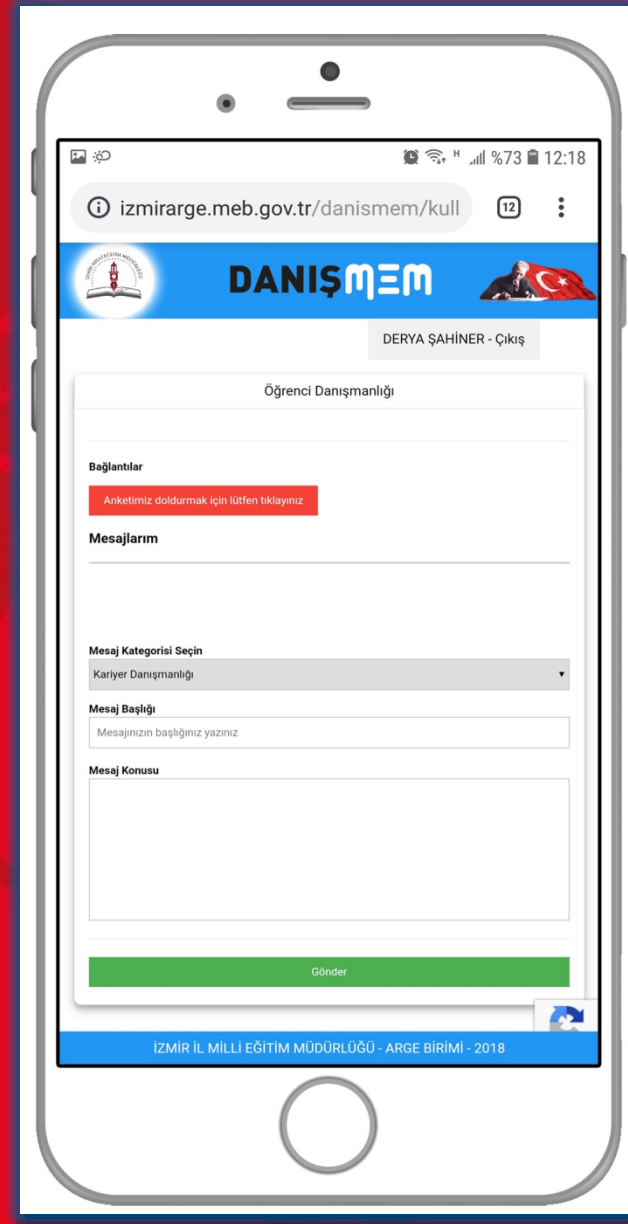 H %73 12:18
izmirarge.meb.gov.tr/danismem/kull 12
DANIŞMEM
DERYA ŞAHİNER - Çıkış
Öğrenci Danışmanlığı
Bağlantılar
Anketimiz doldurmak için lütfen tıklayınız
Mesajlarım
Mesaj Kategorisi Seçin
Kariyer Danışmanlığı
Mesaj Başlığı
Mesajınızın başlığınız yazınız
Mesaj Konusu
Gönder
İZMİR İL MİLLİ EĞİTİM MÜDÜRLÜĞÜ - ARGE BİRİMİ - 2018